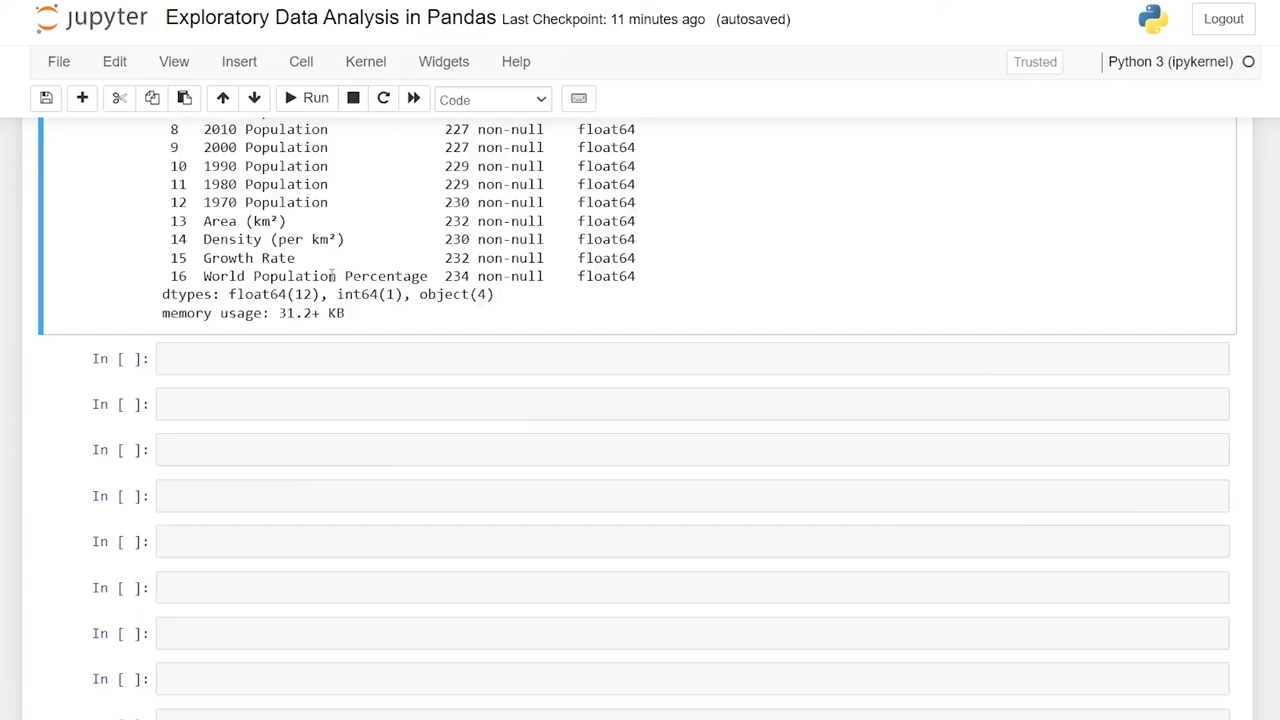 jupyter Exploratory Data Analysis in Pandas Last Checkpoint: 11 minutes ago (autosaved) Logout
File Edit View Insert Cell Kernel Widgets Help Trusted Python 3 (ipykernel)
Run Code
8 2010 Population 227 non-null float64
9 2000 Population 227 non-null float64
10 1990 Population 229 non-null float64
11 1980 Population 229 non-null float64
12 1970 Population 230 non-null float64
13 Area (km²) 232 non-null float64
14 Density (per km²) 230 non-null float64
15 Growth Rate 232 non-null float64
16 World Population Percentage 234 non-null float64
dtypes: float64(12), int64(1), object(4)
memory usage: 31.2+ KB
In [ ]:
In [ ]:
In [ ]:
In [ ]:
In [ ]:
In [ ]:
In [ ]:
In [ ]: